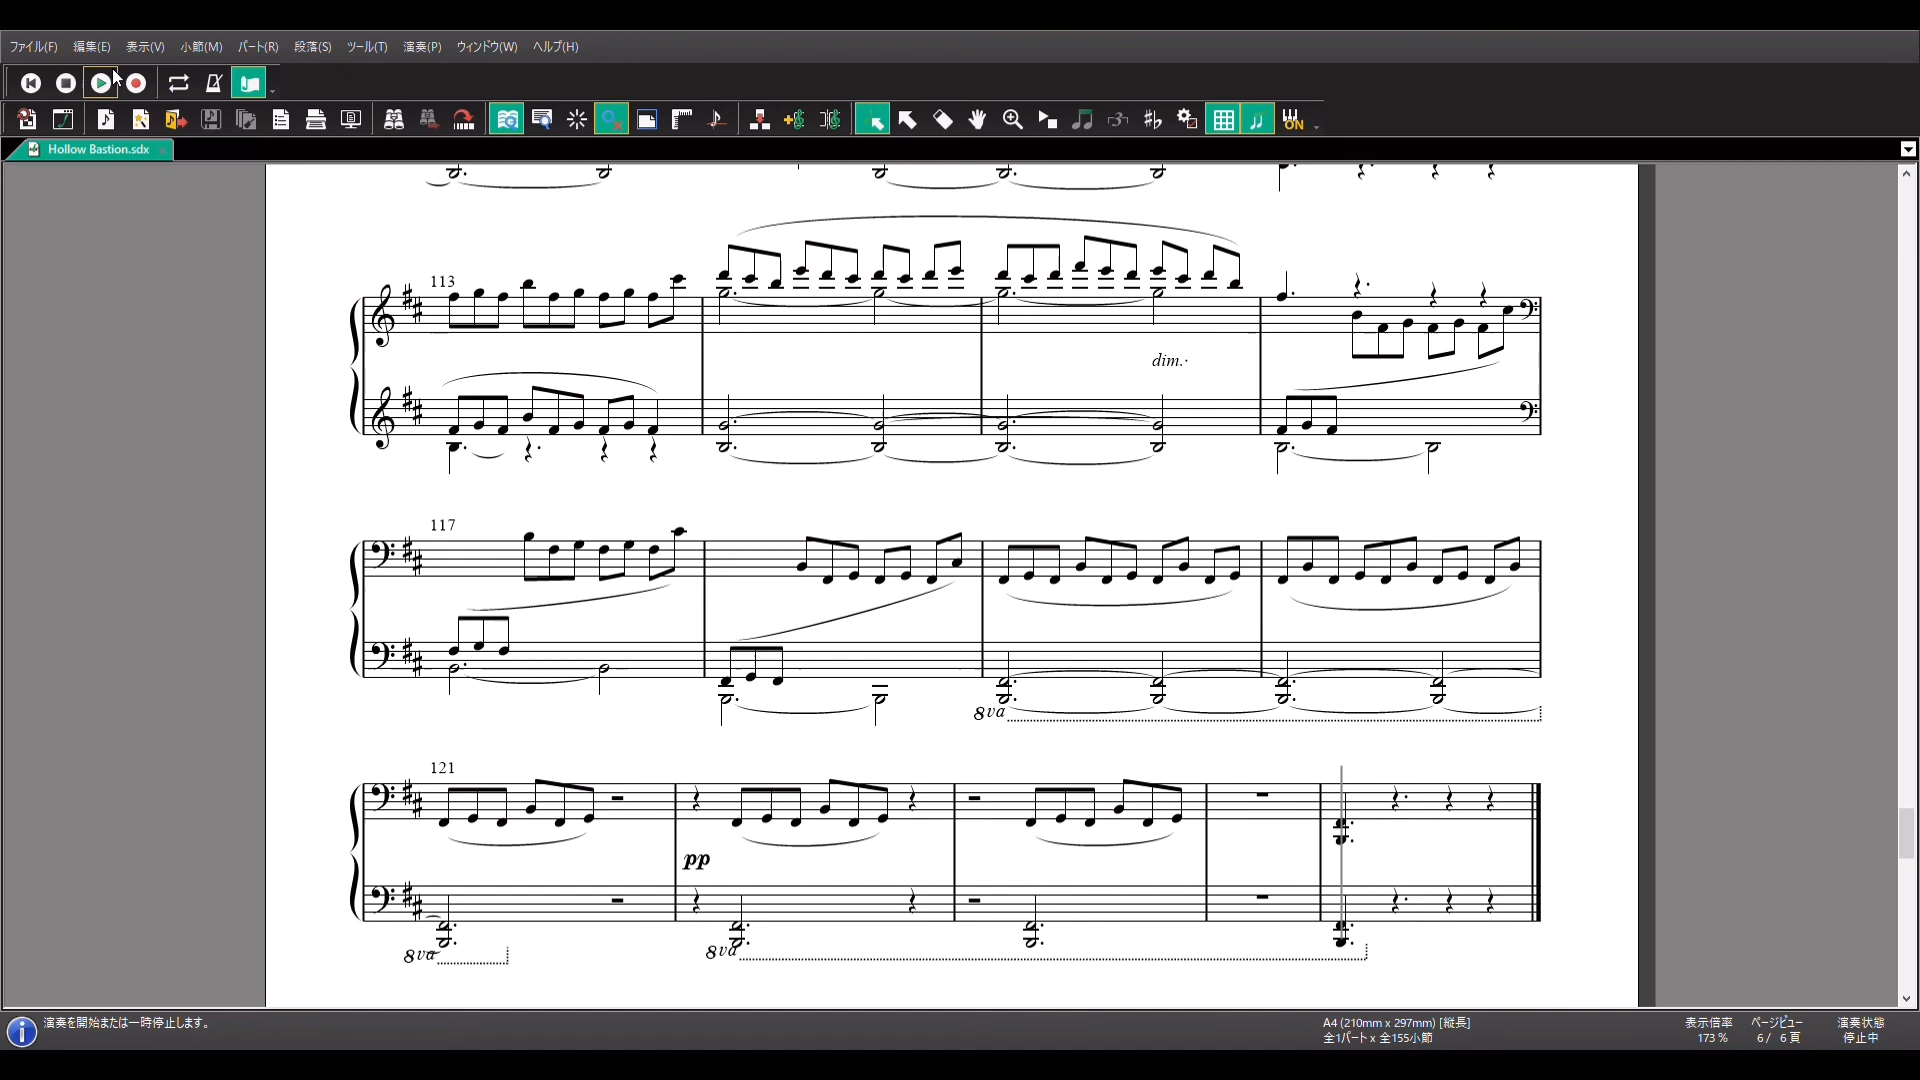 ファイル(F) 編集(E) 表示(V) 小節(M) パート(R) 段落(S) ツール(T) 演奏(P) ウィンドウ(W) ヘルプ(H)
ON
Hollow Bastion.sdx
113
dim.
117
8va
121
pp
8va
8va
演奏を開始または一時停止します。
A4 (210mm x 297mm) [縦長]
全1パート x 全155小節
表示倍率
173 %
ページビュー
6 / 6 頁
演奏状態
停止中